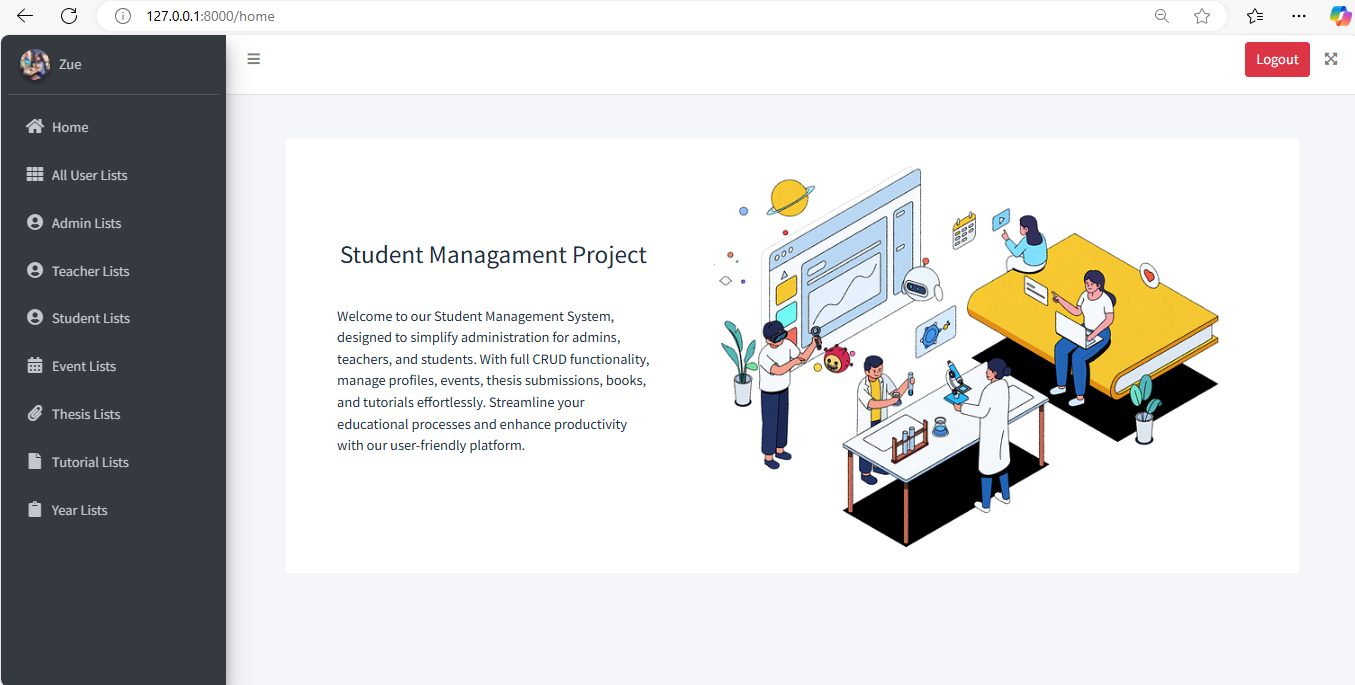 127.0.0.1:8000/home
Zue
Logout
Home
All User Lists
Admin Lists
Teacher Lists
Student Lists
Event Lists
Thesis Lists
Tutorial Lists
Year Lists
Student Managament Project
Welcome to our Student Management System,
designed to simplify administration for admins,
teachers, and students. With full CRUD functionality,
manage profiles, events, thesis submissions, books,
and tutorials effortlessly. Streamline your
educational processes and enhance productivity
with our user-friendly platform.